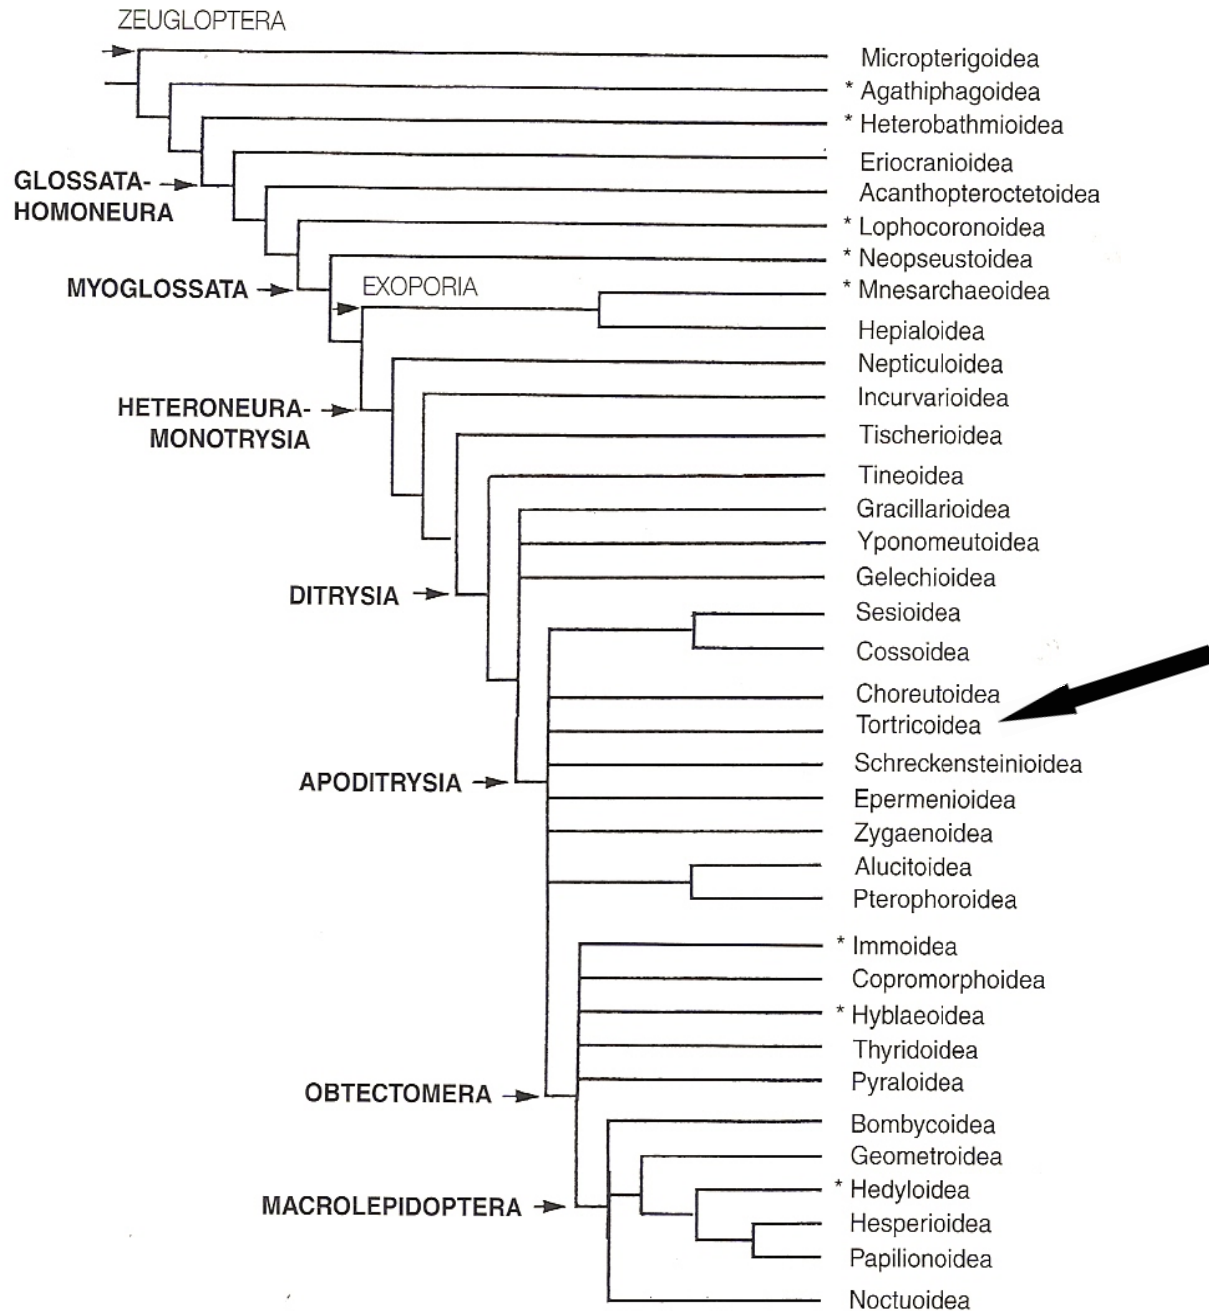 ZEUGLOPTERA
Micropterigoidea
* Agathiphagoidea
* Heterobathmioidea
Eriocranioidea
GLOSSATA-
HOMONEURA
Acanthopteroctetoidea
* Lophocoronoidea
* Neopseustoidea
MYOGLOSSATA
EXOPORIA
* Mnesarchaeoidea
Hepialoidea
Nepticuloidea
Incurvarioidea
HETERONEURA-
MONOTRYSIA
Tischerioidea
Tineoidea
Gracillarioidea
Yponomeutoidea
Gelechioidea
DITRYSIA
Sesioidea
Cossoidea
Choreutoidea
Tortricoidea
Schreckensteinioidea
APODITRYSIA
Epermenioidea
Zygaenoidea
Alucitoidea
Pterophoroidea
* Immoidea
Copromorphoidea
* Hyblaeoidea
Thyridoidea
Pyraloidea
OBTECTOMERA
Bombycoidea
Geometroidea
* Hedyloidea
MACROLEPIDOPTERA
Hesperioidea
Papilionoidea
Noctuoidea